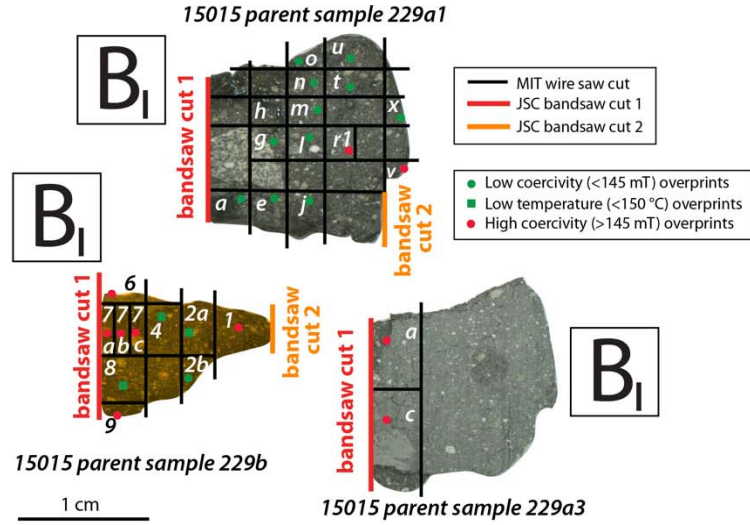 15015 parent sample 229a1
B_I
bandsaw cut 1
o
u
n
t
h
m
x
g
l
r1
v
a
e
j
bandsaw
cut 2
MIT wire saw cut
JSC bandsaw cut 1
JSC bandsaw cut 2
Low coercivity (<145 mT) overprints
Low temperature (<150 °C) overprints
High coercivity (>145 mT) overprints
B_I
bandsaw cut 1
6
7
7
7
a
b
c
4
2a
1
8
2b
9
bandsaw
cut 2
15015 parent sample 229b
1 cm
bandsaw cut 1
a
c
B_I
15015 parent sample 229a3